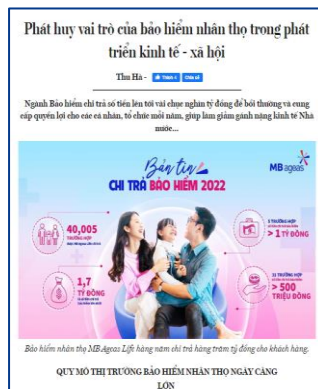 Phát huy vai trò của bảo hiểm nhân thọ trong phát
triển kinh tế - xã hội
Thu Hà -
Ngành Bảo hiểm chi trả số tiền lên tới vài chục nghìn tỷ đồng để bồi thường và cung
cấp quyền lợi cho các cá nhân, tổ chức mỗi năm, giúp làm giảm gánh nặng kinh tế Nhà
nước...
Bản tin
CHI TRẢ BẢO HIỂM 2022
MB ageas
40,005
TRƯỜNG HỢP
1,7
TỶ ĐỒNG
3 TRƯỜNG HỢP
> 1 TỶ ĐỒNG
TRƯỜNG HỢP
> 500
TRIỆU ĐỒNG
Bảo hiểm nhân thọ MB Ageas Life hàng năm chi trả hàng trăm tỷ đồng cho khách hàng.
QUY MÔ THỊ TRƯỜNG BẢO HIỂM NHÂN THỌ NGÀY CÀNG
LỚN